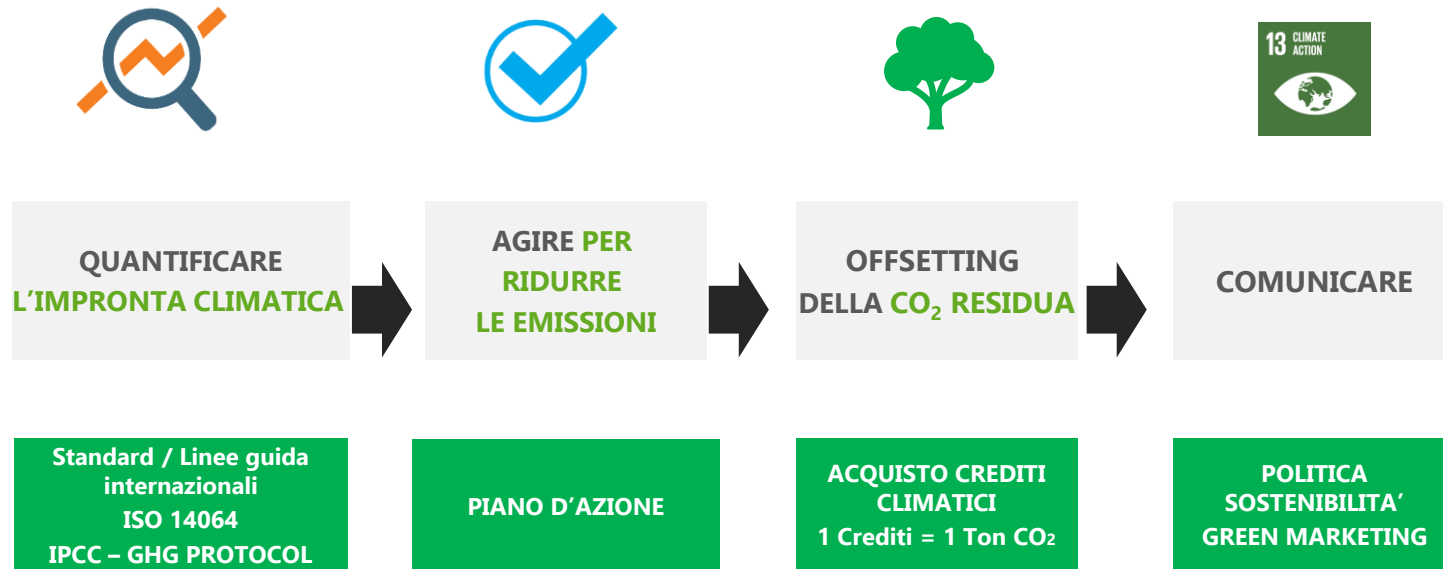 13 CLIMATE
ACTION
QUANTIFICARE
L’IMPRONTA CLIMATICA
AGIRE PER
RIDURRE
LE EMISSIONI
OFFSETTING
DELLA CO₂ RESIDUA
COMUNICARE
Standard / Linee guida
internazionali
ISO 14064
IPCC – GHG PROTOCOL
PIANO D’AZIONE
ACQUISTO CREDITI
CLIMATICI
1 Crediti = 1 Ton CO₂
POLITICA
SOSTENIBILITA’
GREEN MARKETING